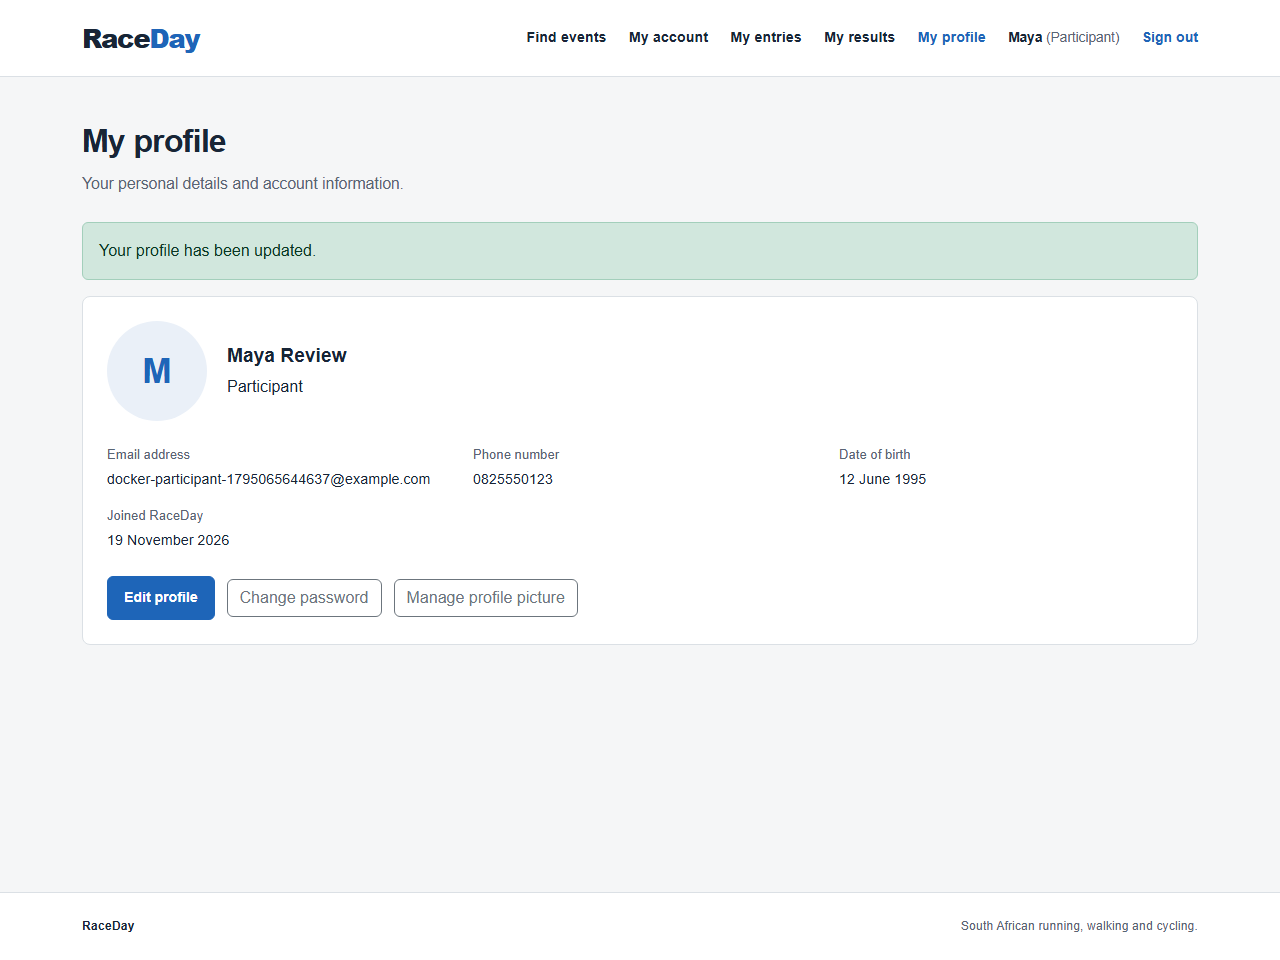 RaceDay
Find events My account My entries My results My profile Maya (Participant) Sign out
My profile
Your personal details and account information.
Your profile has been updated.
M
Maya Review
Participant
Email address Phone number Date of birth
docker-participant-1795065644637@example.com 0825550123 12 June 1995
Joined RaceDay
19 November 2026
Edit profile Change password Manage profile picture
RaceDay South African running, walking and cycling.